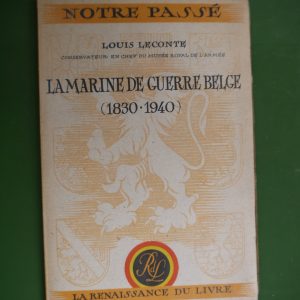 NOTRE PASSÉ
LOUIS LECONTE
CONSERVATEUR EN CHEF DU MUSÉE ROYAL DE L'ARMÉE
LA MARINE DE GUERRE BELGE
(1830-1940)
RL
LA RENAISSANCE DU LIVRE